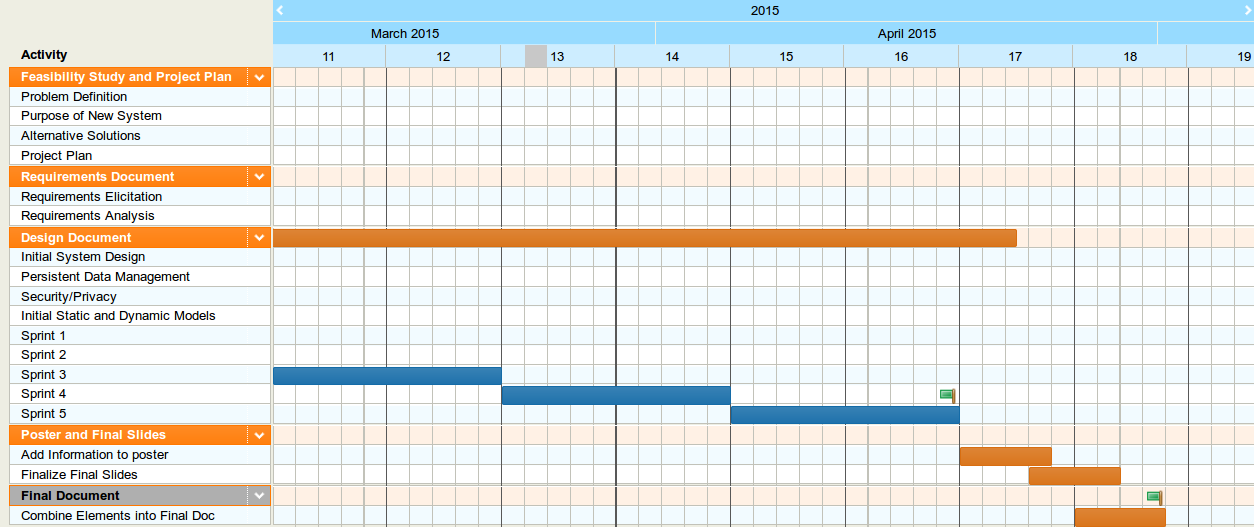 2015
March 2015 April 2015
Activity 11 12 13 14 15 16 17 18 19
Feasibility Study and Project Plan
Problem Definition
Purpose of New System
Alternative Solutions
Project Plan
Requirements Document
Requirements Elicitation
Requirements Analysis
Design Document
Initial System Design
Persistent Data Management
Security/Privacy
Initial Static and Dynamic Models
Sprint 1
Sprint 2
Sprint 3
Sprint 4
Sprint 5
Poster and Final Slides
Add Information to poster
Finalize Final Slides
Final Document
Combine Elements into Final Doc